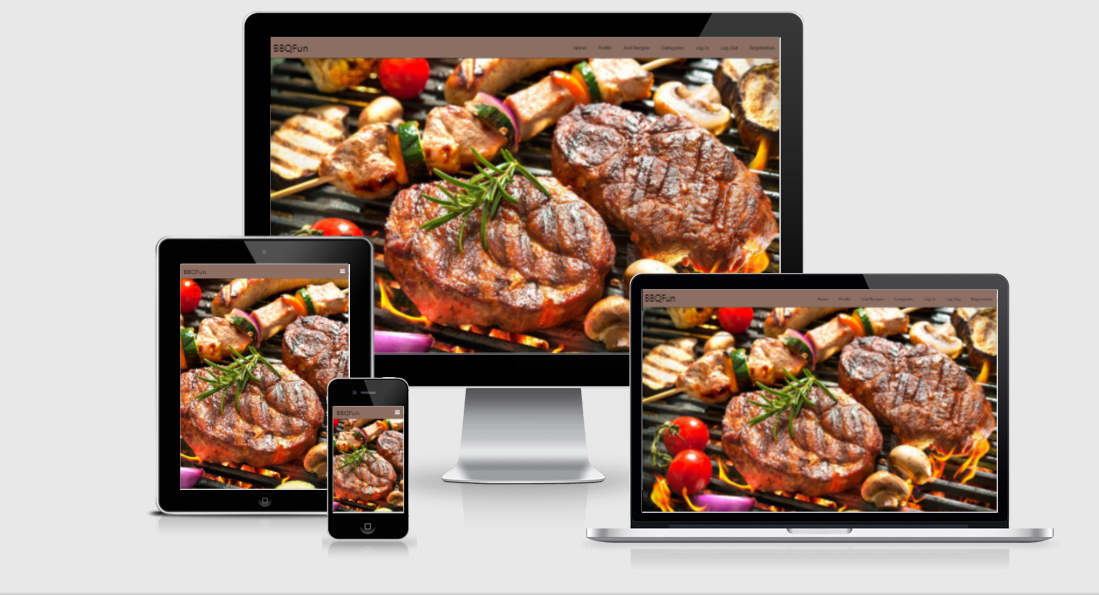 BBQFun
Home Profile Add Recipes Categories Log In Log Out Registration
BBQFun
BBQFun
Home Profile Add Recipes Categories Log In Log Out Registration
BBQFun